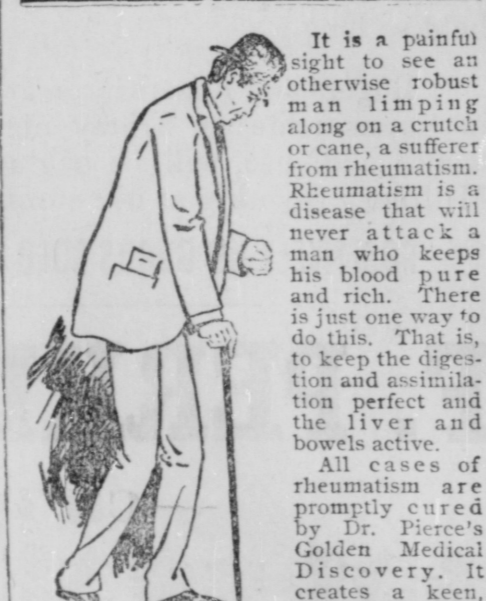 It is a painful
sight to see an
otherwise robust
man limping
along on a crutch
or cane, a sufferer
from rheumatism.
Rheumatism is a
disease that will
never attack a
man who keeps
his blood pure
and rich. There
is just one way to
do this. That is,
to keep the diges-
tion and assimila-
tion perfect and
the liver and
bowels active.
All cases of
rheumatism are
promptly cured
by Dr. Pierce's
Golden Medical
Discovery. It
creates a keen,